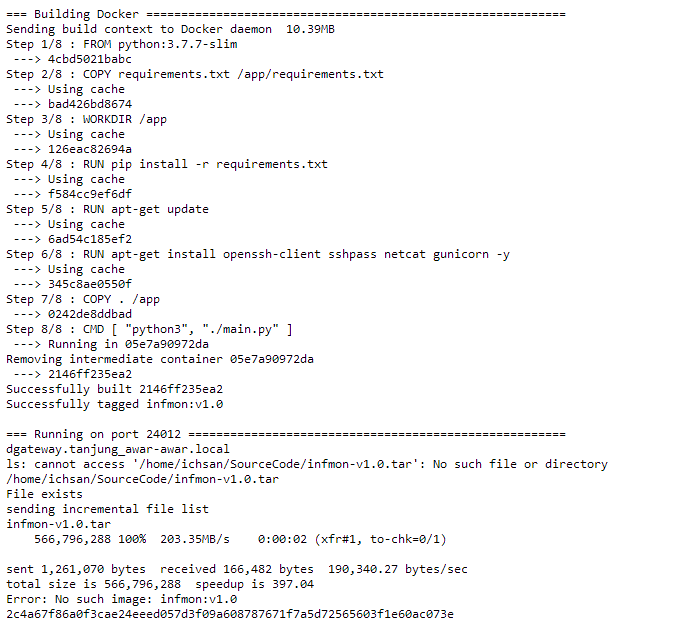 === Building Docker ============================================================
Sending build context to Docker daemon  10.39MB
Step 1/8 : FROM python:3.7.7-slim
 ---> 4cbd5021babc
Step 2/8 : COPY requirements.txt /app/requirements.txt
 ---> Using cache
 ---> bad426bd8674
Step 3/8 : WORKDIR /app
 ---> Using cache
 ---> 126eac82694a
Step 4/8 : RUN pip install -r requirements.txt
 ---> Using cache
 ---> f584cc9ef6df
Step 5/8 : RUN apt-get update
 ---> Using cache
 ---> 6ad54c185ef2
Step 6/8 : RUN apt-get install openssh-client sshpass netcat gunicorn -y
 ---> Using cache
 ---> 345c8ae0550f
Step 7/8 : COPY . /app
 ---> 0242de8ddbad
Step 8/8 : CMD [ "python3", "./main.py" ]
 ---> Running in 05e7a90972da
Removing intermediate container 05e7a90972da
 ---> 2146ff235ea2
Successfully built 2146ff235ea2
Successfully tagged infmon:v1.0

=== Running on port 24012 ======================================================
dgateway.tanjung_awar-awar.local
ls: cannot access '/home/ichsan/SourceCode/infmon-v1.0.tar': No such file or directory
/home/ichsan/SourceCode/infmon-v1.0.tar
File exists
sending incremental file list
infmon-v1.0.tar
    566,796,288 100%  203.35MB/s    0:00:02 (xfr#1, to-chk=0/1)

sent 1,261,070 bytes  received 166,482 bytes  190,340.27 bytes/sec
total size is 566,796,288  speedup is 397.04
Error: No such image: infmon:v1.0
2c4a67f86a0f3cae24eeed057d3f09a608787671f7a5d72565603f1e60ac073e